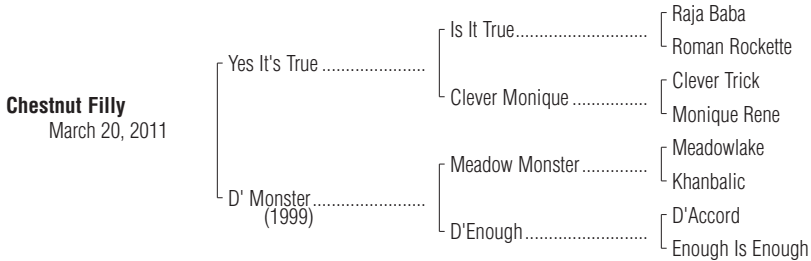 Raja Baba
Is It True
Roman Rockette
Yes It's True
Clever Trick
Clever Monique
Monique Rene
Chestnut Filly
March 20, 2011
Meadowlake
Meadow Monster
Khanbalic
D' Monster
(1999)
D'Accord
D'Enough
Enough Is Enough